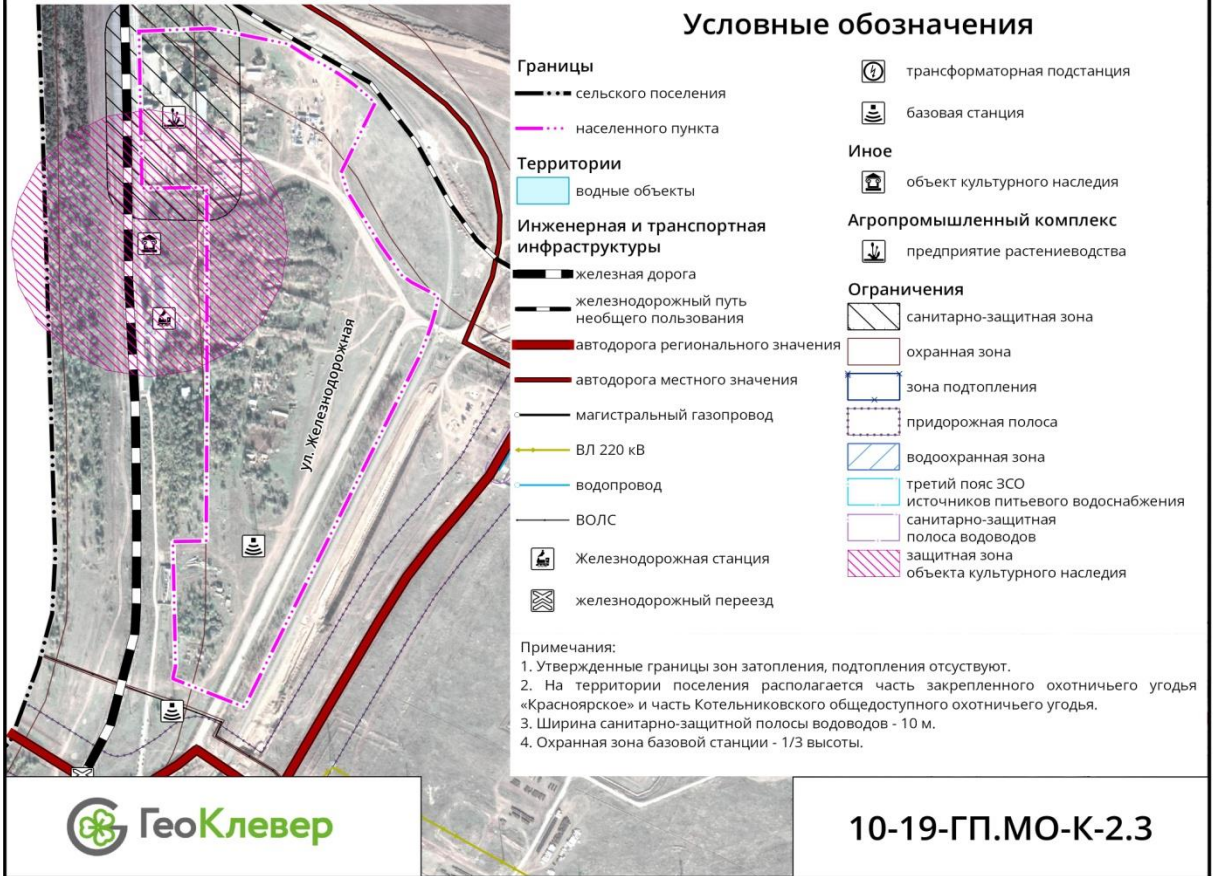 Условные обозначения
Границы
сельского поселения
населенного пункта
Территории
водные объекты
Инженерная и транспортная
инфраструктуры
железная дорога
железнодорожный путь
необщего пользования
автодорога регионального значения
автодорога местного значения
магистральный газопровод
ВЛ 220 кВ
водопровод
ВОЛС
Железнодорожная станция
железнодорожный переезд
трансформаторная подстанция
базовая станция
Иное
объект культурного наследия
Агропромышленный комплекс
предприятие растениеводства
Ограничения
санитарно-защитная зона
охранная зона
зона подтопления
придорожная полоса
водоохранная зона
третий пояс ЗСО
источников питьевого водоснабжения
санитарно-защитная
полоса водоводов
защитная зона
объекта культурного наследия
ул. Железнодорожная
Примечания:
1. Утвержденные границы зон затопления, подтопления отсуствуют.
2. На территории поселения располагается часть закрепленного охотничьего угодья
«Красноярское» и часть Котельниковского общедоступного охотничьего угодья.
3. Ширина санитарно-защитной полосы водоводов - 10 м.
4. Охранная зона базовой станции - 1/3 высоты.
ГеоКлевер
10-19-ГП.МО-К-2.3